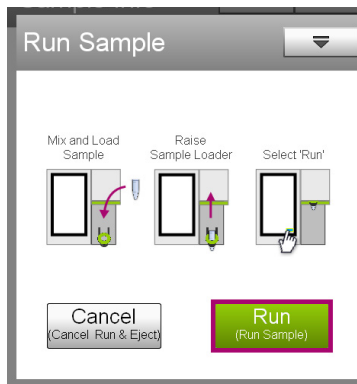 Run Sample
Mix and Load
Sample
Raise
Sample Loader
Select 'Run'
Cancel
(Cancel Run & Eject)
Run
(Run Sample)